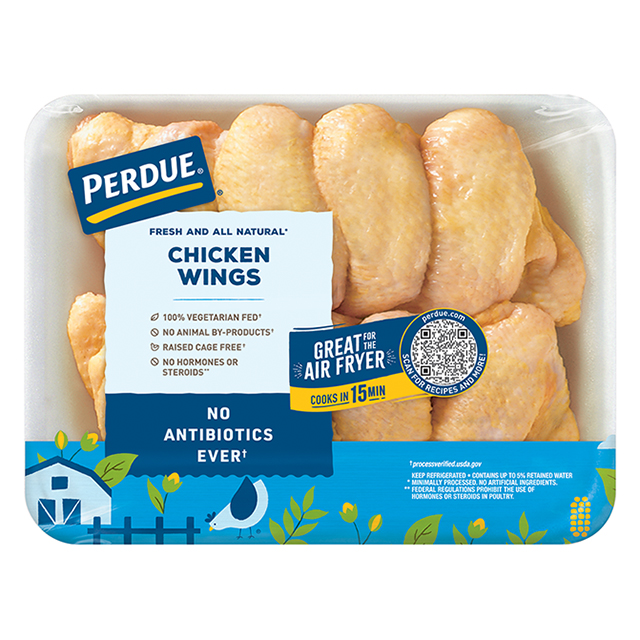 PERDUE®
®
FRESH AND ALL NATURAL*
CHICKEN
WINGS
100% VEGETARIAN FED†
NO ANIMAL BY-PRODUCTS†
RAISED CAGE FREE†
NO HORMONES OR
STEROIDS**
NO
ANTIBIOTICS
EVER†
GREAT FOR THE
AIR FRYER
COOKS IN 15 MIN
perdue.com
SCAN FOR RECIPES AND MORE!
†processverified.usda.gov
KEEP REFRIGERATED • CONTAINS UP TO 5% RETAINED WATER
* MINIMALLY PROCESSED. NO ARTIFICIAL INGREDIENTS.
** FEDERAL REGULATIONS PROHIBIT THE USE OF
HORMONES OR STEROIDS IN POULTRY.